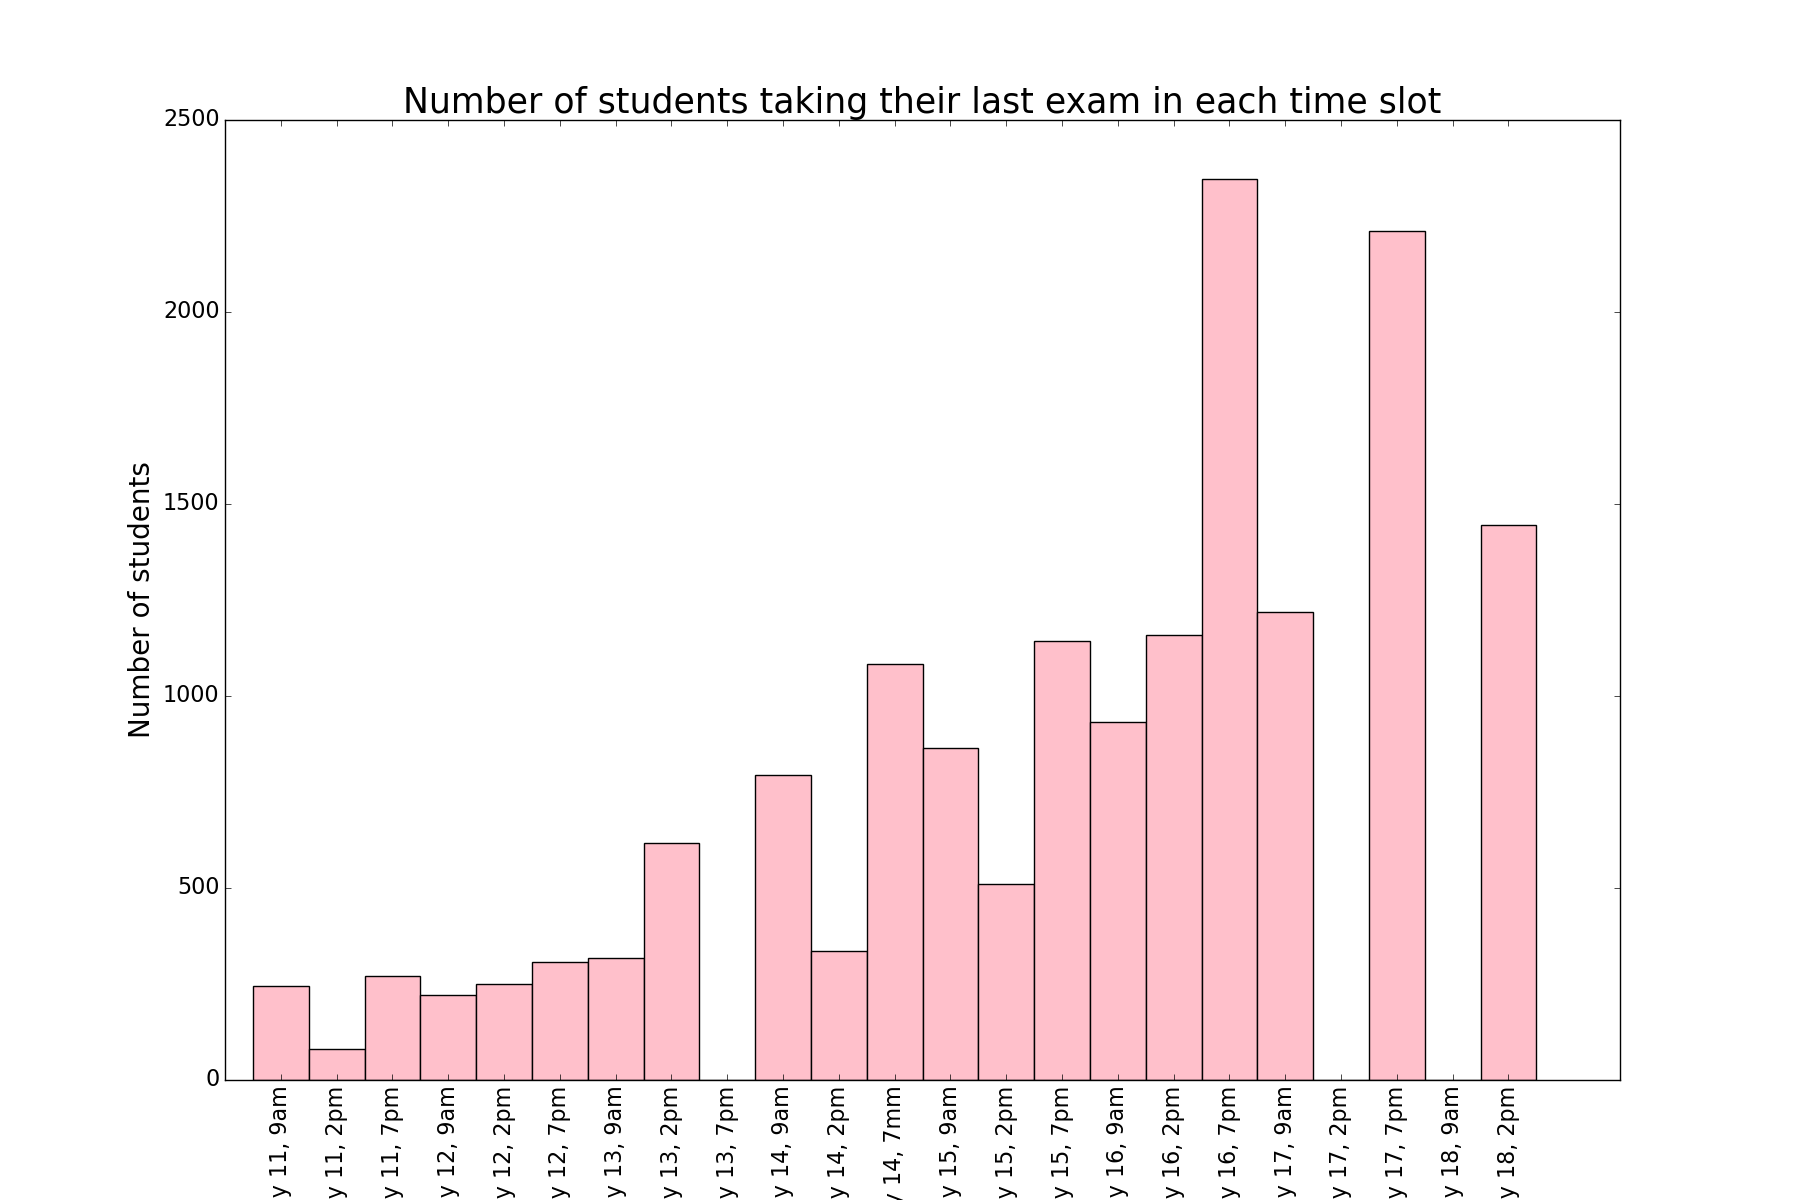 Number of students taking their last exam in each time slot
Number of students
2500
2000
1500
1000
500
0
y 11, 9am
y 11, 2pm
y 11, 7pm
y 12, 9am
y 12, 2pm
y 12, 7pm
y 13, 9am
y 13, 2pm
y 13, 7pm
y 14, 9am
y 14, 2pm
y 14, 7mm
y 15, 9am
y 15, 2pm
y 15, 7pm
y 16, 9am
y 16, 2pm
y 16, 7pm
y 17, 9am
y 17, 2pm
y 17, 7pm
y 18, 9am
y 18, 2pm